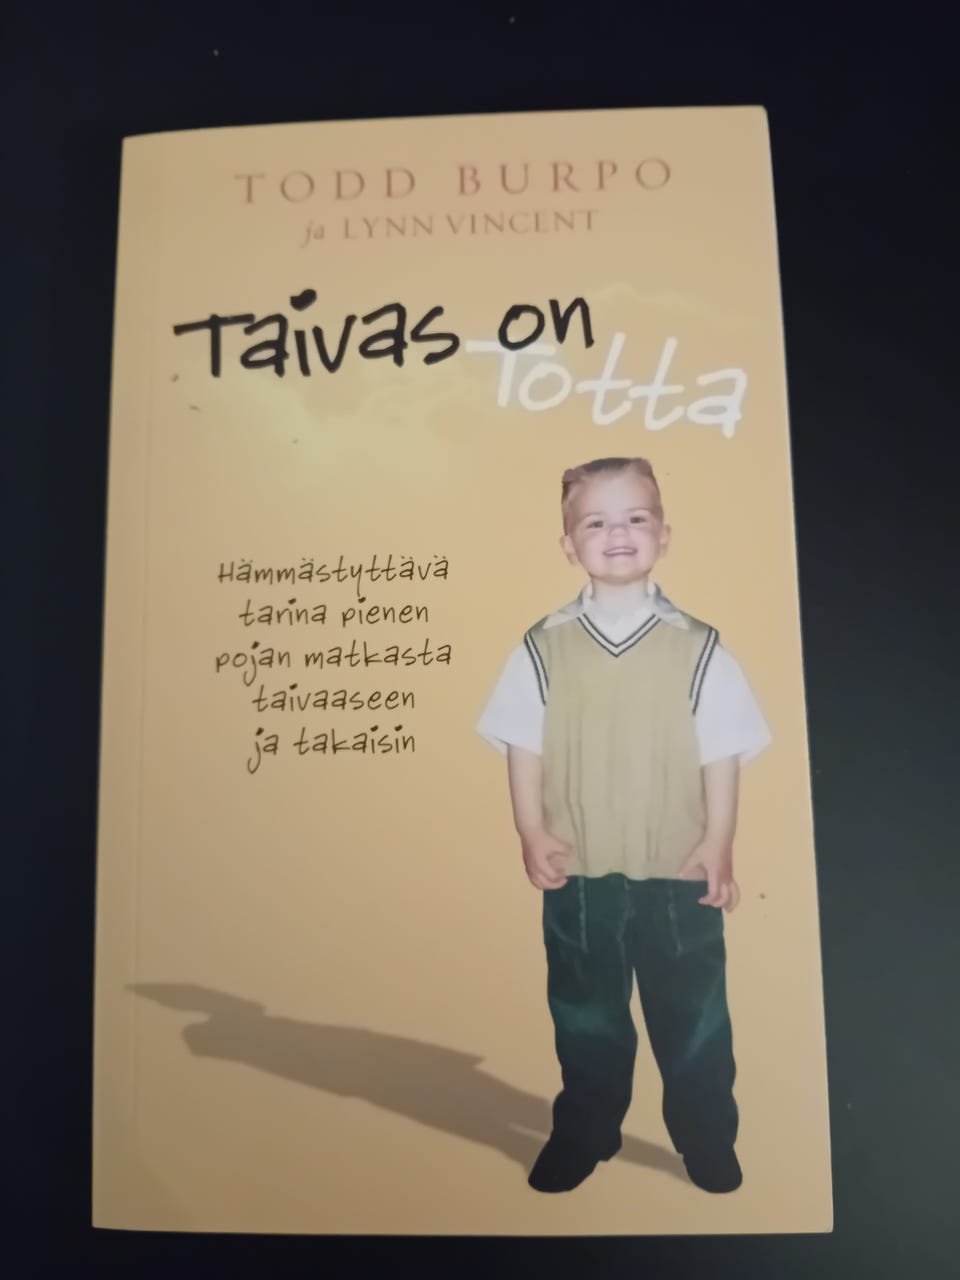 TODD BURPO
ja LYNN VINCENT
Taivas on
Totta
Hämmästyttävä
tarina pienen
pojan matkasta
taivaaseen
ja takaisin